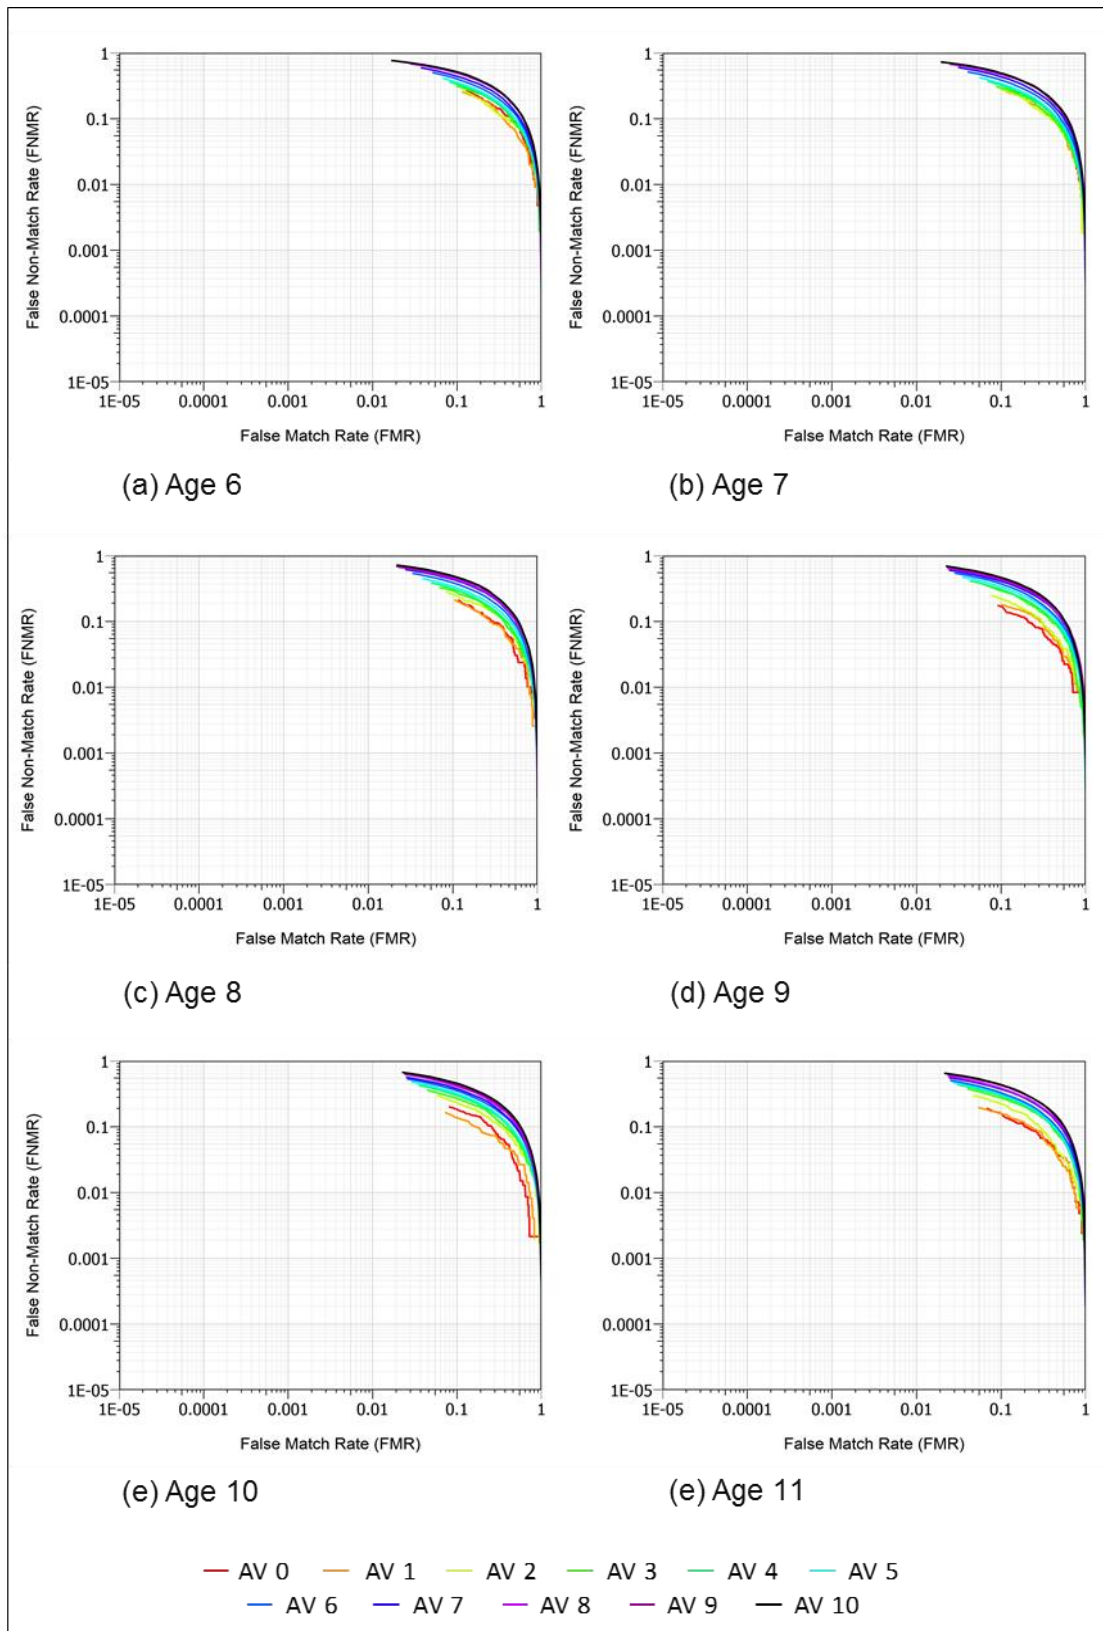 1
0.1
0.01
0.001
0.0001
1E-05
1E-05 0.0001 0.001 0.01 0.1 1
False Non-Match Rate (FNMR)
False Match Rate (FMR)
(a) Age 6
1
0.1
0.01
0.001
0.0001
1E-05
1E-05 0.0001 0.001 0.01 0.1 1
False Non-Match Rate (FNMR)
False Match Rate (FMR)
(b) Age 7
1
0.1
0.01
0.001
0.0001
1E-05
1E-05 0.0001 0.001 0.01 0.1 1
False Non-Match Rate (FNMR)
False Match Rate (FMR)
(c) Age 8
1
0.1
0.01
0.001
0.0001
1E-05
1E-05 0.0001 0.001 0.01 0.1 1
False Non-Match Rate (FNMR)
False Match Rate (FMR)
(d) Age 9
1
0.1
0.01
0.001
0.0001
1E-05
1E-05 0.0001 0.001 0.01 0.1 1
False Non-Match Rate (FNMR)
False Match Rate (FMR)
(e) Age 10
1
0.1
0.01
0.001
0.0001
1E-05
1E-05 0.0001 0.001 0.01 0.1 1
False Non-Match Rate (FNMR)
False Match Rate (FMR)
(e) Age 11
AV 0 AV 1 AV 2 AV 3 AV 4 AV 5
AV 6 AV 7 AV 8 AV 9 AV 10